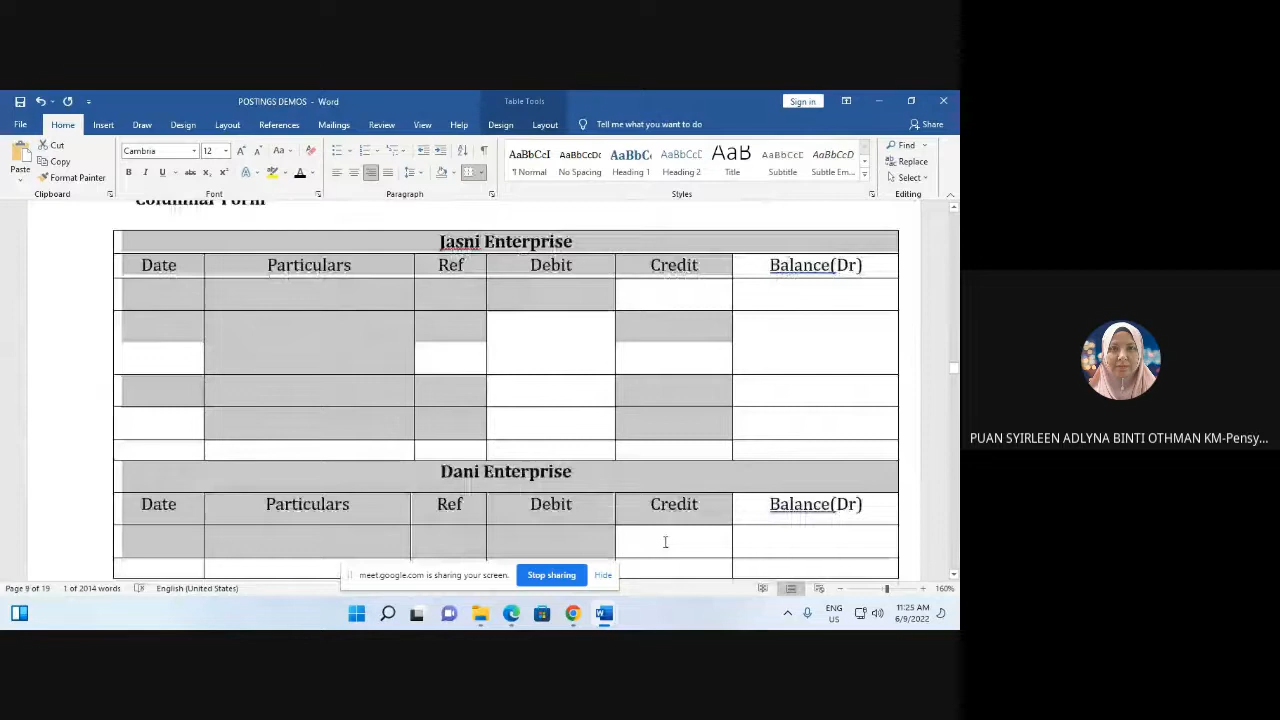 POSTINGS DEMOS - Word
Table Tools
Sign in
File Home Insert Draw Design Layout References Mailings Review View Help Design Layout Tell me what you want to do Share
Paste
Cut
Copy
Format Painter
Clipboard
Cambria 12
Font
Paragraph
AaBbCcI AaBbCcDc AaBbC AaBbCcI AaB AaBbCcD AaBbCcD
¶ Normal No Spacing Heading 1 Heading 2 Title Subtitle Subtle Em...
Styles
Find
Replace
Select
Editing
Columnar Form
Jasni Enterprise
Date Particulars Ref Debit Credit Balance(Dr)
Dani Enterprise
Date Particulars Ref Debit Credit Balance(Dr)
meet.google.com is sharing your screen. Stop sharing Hide
Page 9 of 19 1 of 2014 words English (United States) 160%
ENG
US
11:25 AM
6/9/2022
PUAN SYIRLEEN ADLYNA BINTI OTHMAN KM-Pensy...